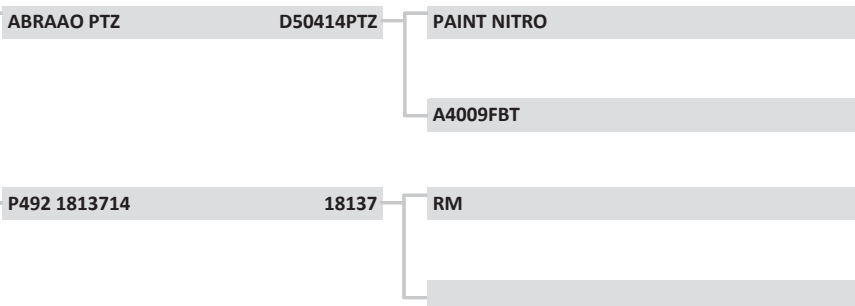 ABRAAO PTZ D50414PTZ PAINT NITRO
A4009FBT
P492 1813714 18137 RM